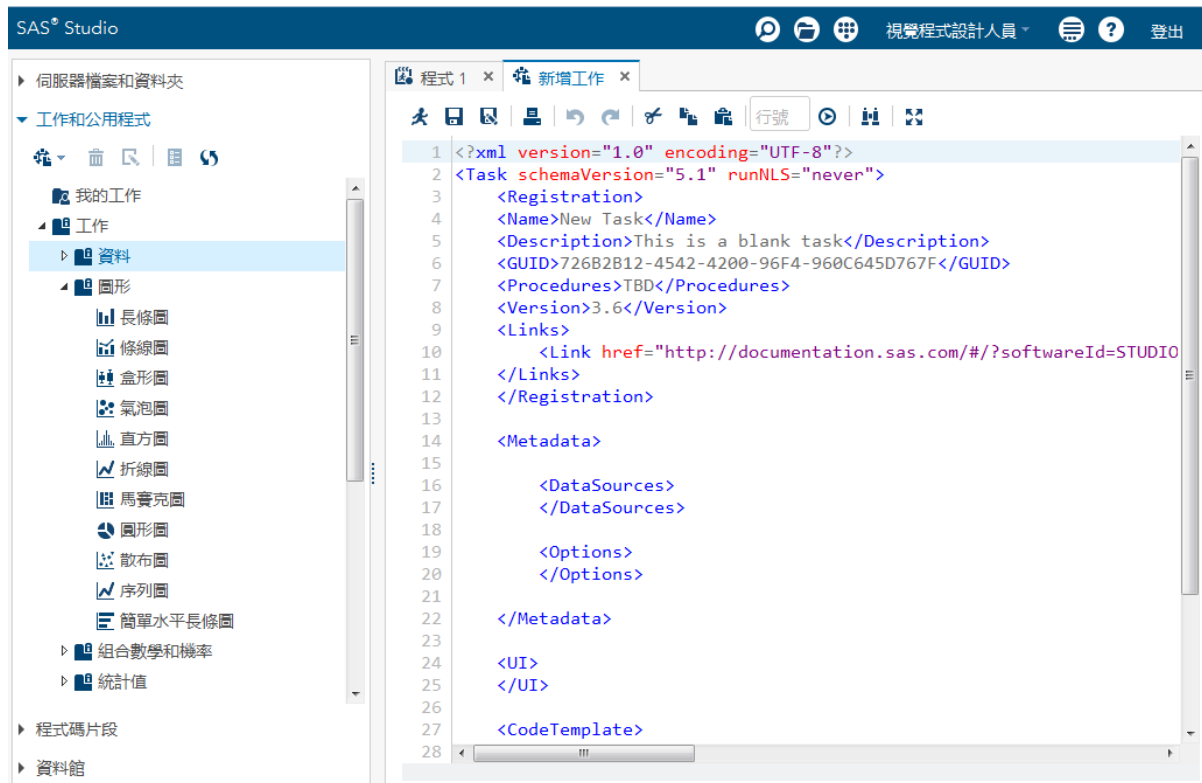 SAS® Studio
視覺程式設計人員
登出
伺服器檔案和資料夾
工作和公用程式
我的工作
工作
資料
圖形
長條圖
條線圖
盒形圖
氣泡圖
直方圖
折線圖
馬賽克圖
圓形圖
散布圖
序列圖
簡單水平長條圖
組合數學和機率
統計值
程式碼片段
資料館
程式 1
新增工作
行號
1 <?xml version="1.0" encoding="UTF-8"?>
2 <Task schemaVersion="5.1" runNLS="never">
3 <Registration>
4 <Name>New Task</Name>
5 <Description>This is a blank task</Description>
6 <GUID>726B2B12-4542-4200-96F4-960C645D767F</GUID>
7 <Procedures>TBD</Procedures>
8 <Version>3.6</Version>
9 <Links>
10 <Link href="http://documentation.sas.com/#/?softwareId=STUDIO
11 </Links>
12 </Registration>
13
14 <Metadata>
15
16 <DataSources>
17 </DataSources>
18
19 <Options>
20 </Options>
21
22 </Metadata>
23
24 <UI>
25 </UI>
26
27 <CodeTemplate>
28